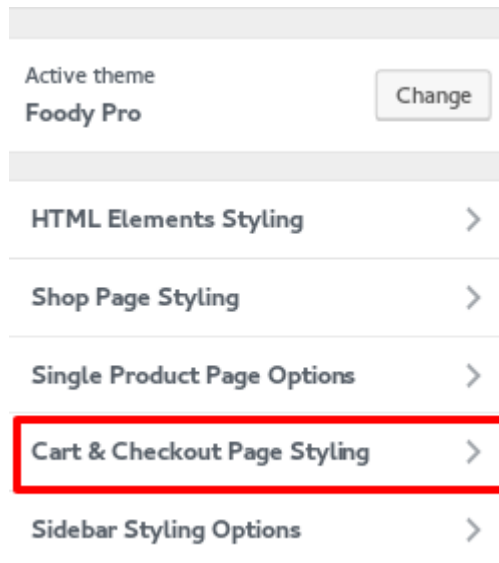 Active theme
Foody Pro
Change
HTML Elements Styling
Shop Page Styling
Single Product Page Options
Cart & Checkout Page Styling
Sidebar Styling Options